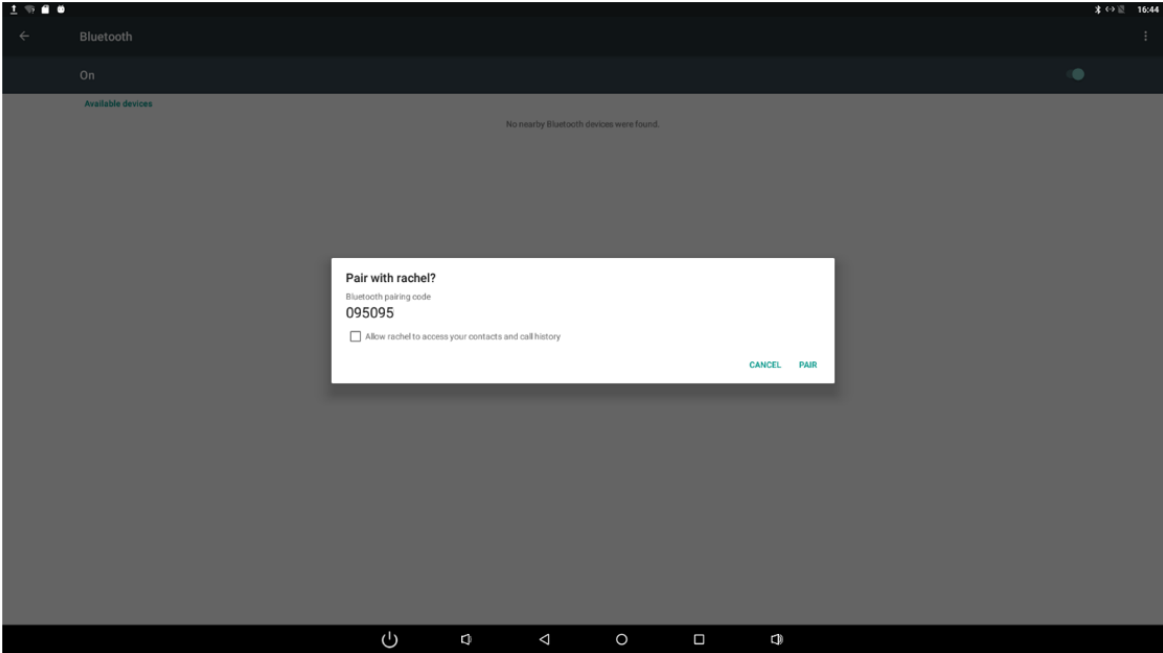 16:44
Bluetooth
On
Available devices
No nearby Bluetooth devices were found.
Pair with rachel?
Bluetooth pairing code
095095
Allow rachel to access your contacts and call history
CANCEL PAIR